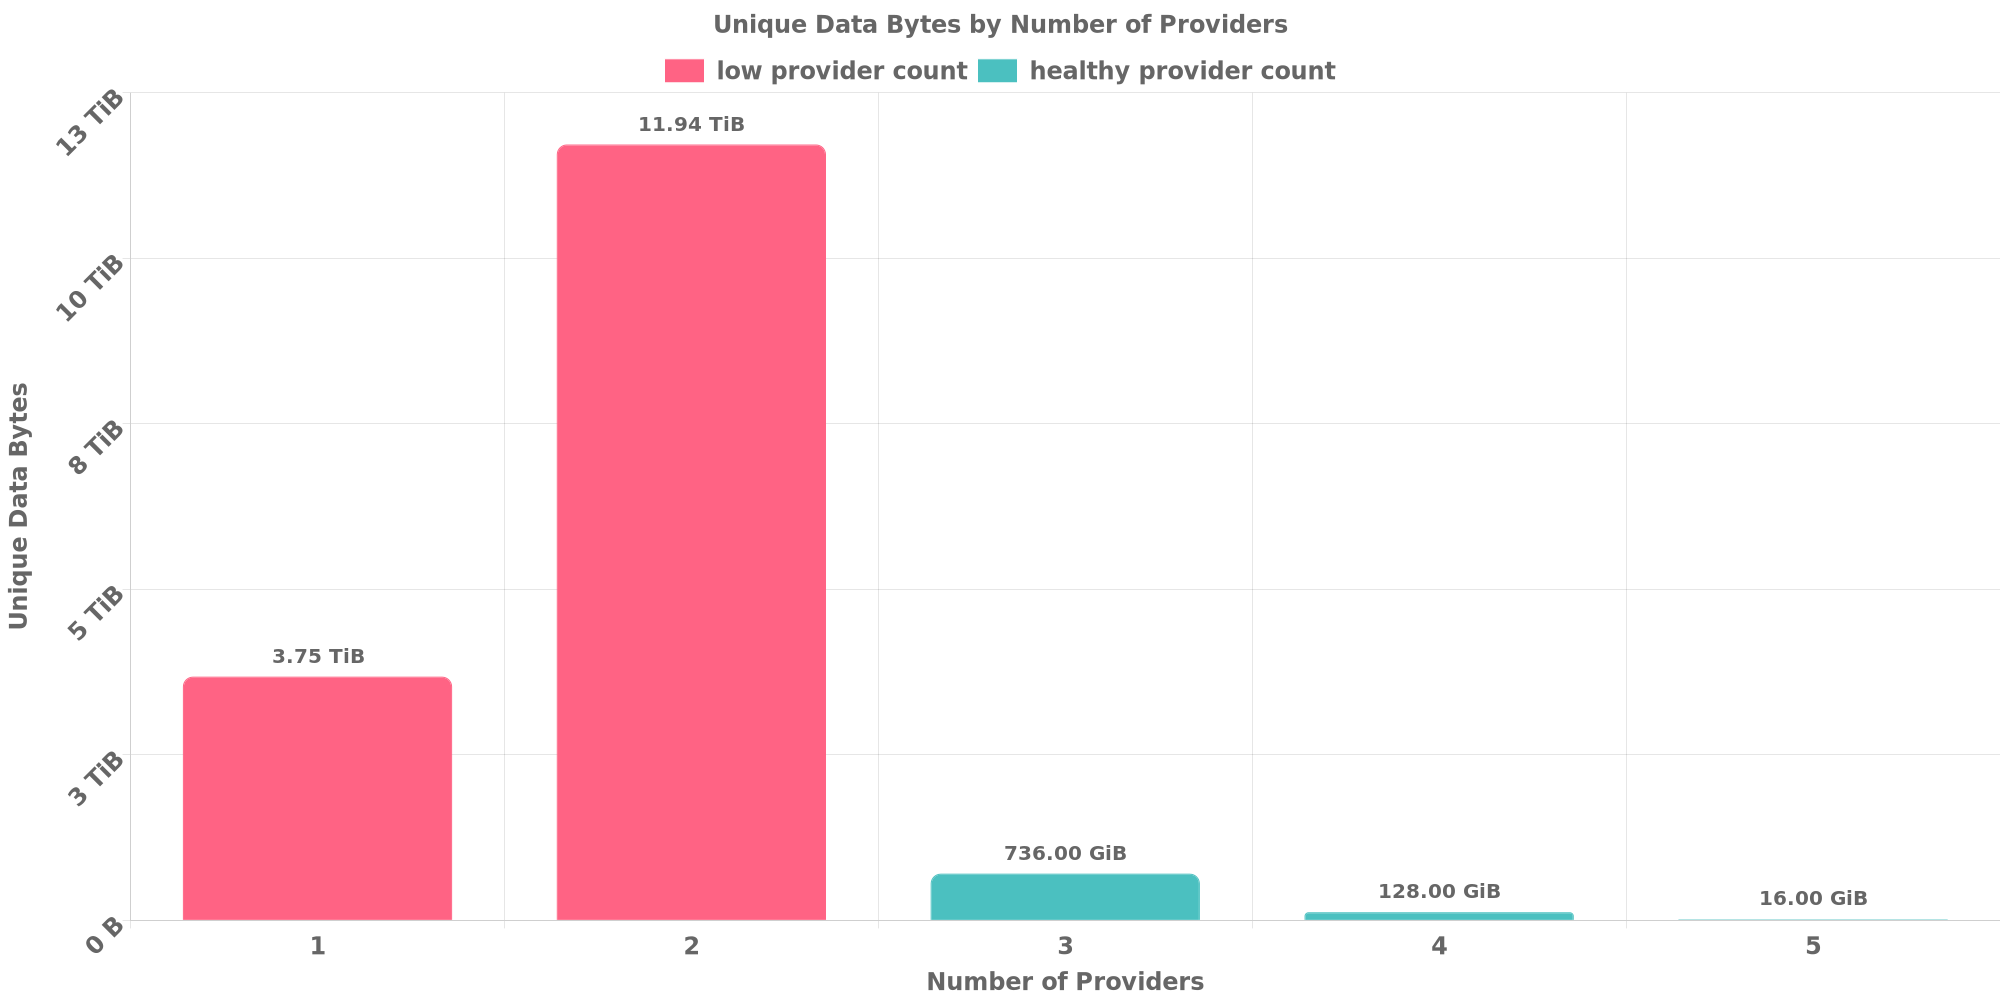 Unique Data Bytes by Number of Providers
low provider count healthy provider count
13 TiB
10 TiB
8 TiB
5 TiB
3 TiB
0 B
Unique Data Bytes
3.75 TiB
11.94 TiB
736.00 GiB
128.00 GiB
16.00 GiB
1 2 3 4 5
Number of Providers